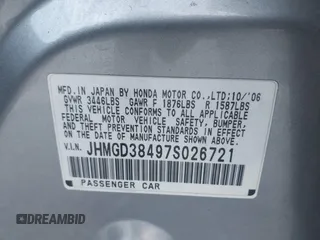 MFD. IN JAPAN BY HONDA MOTOR CO.,LTD:10/'06
GVWR 3446LBS GAWR F 1876LBS R 1587LBS
THIS VEHICLE CONFORMS TO ALL APPLICABLE
FEDERAL MOTOR VEHICLE SAFETY, BUMPER, AND
THEFT PREVENTION STANDARDS IN EFFECT ON THE
DATE OF MANUFACTURE SHOWN ABOVE.
V.I.N. JHMGD38497S026721
PASSENGER CAR
DREAMBID